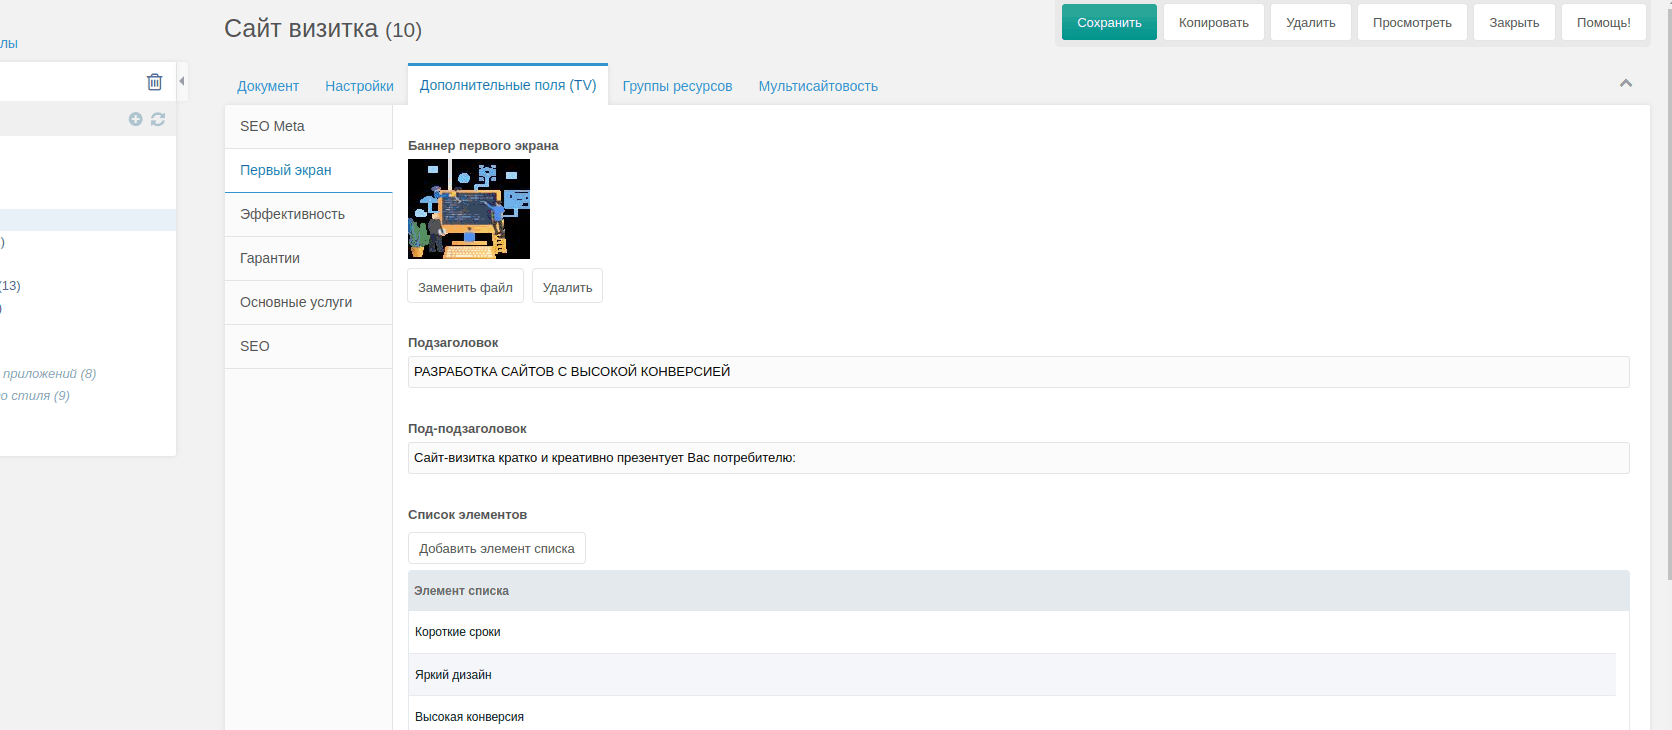 Сайт визитка (10)
Сохранить
Копировать
Удалить
Просмотреть
Закрыть
Помощь!
лы
Документ
Настройки
Дополнительные поля (TV)
Группы ресурсов
Мультисайтовость
)
(13)
)
приложений (8)
о стиля (9)
SEO Meta
Первый экран
Эффективность
Гарантии
Основные услуги
SEO
Баннер первого экрана
Заменить файл
Удалить
Подзаголовок
РАЗРАБОТКА САЙТОВ С ВЫСОКОЙ КОНВЕРСИЕЙ
Под-подзаголовок
Сайт-визитка кратко и креативно презентует Вас потребителю:
Список элементов
Добавить элемент списка
Элемент списка
Короткие сроки
Яркий дизайн
Высокая конверсия